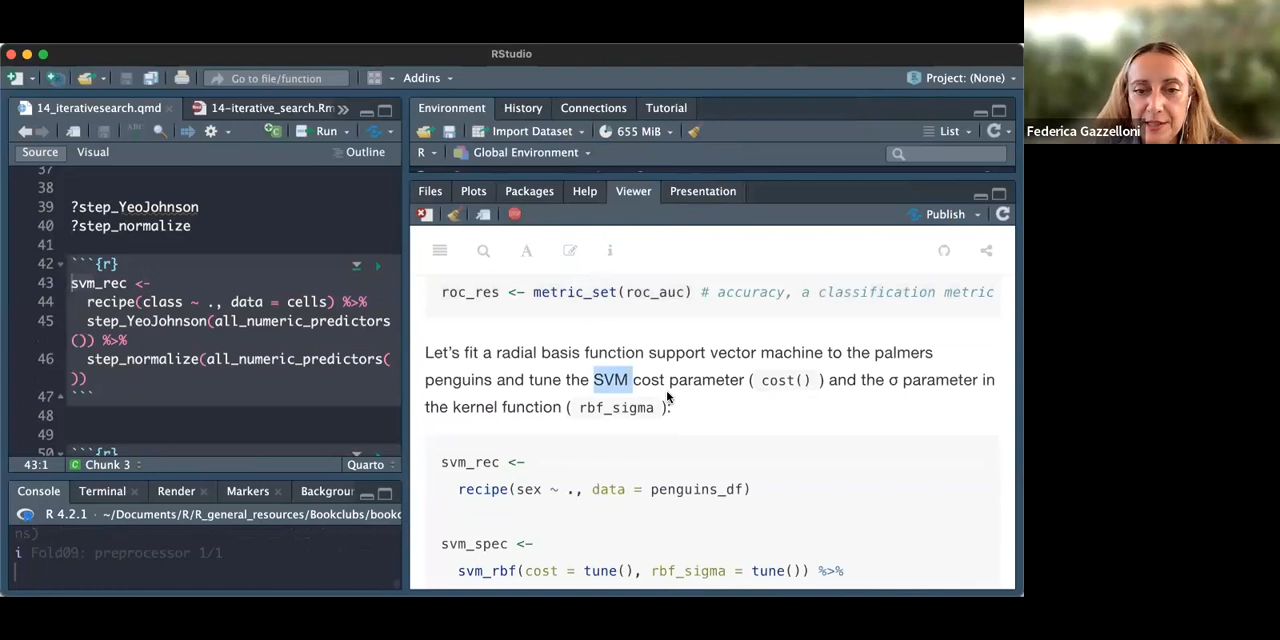 RStudio
Go to file/function
Addins
Project: (None)
14_iterativesearch.qmd
14-iterative_search.Rm
Run
Source
Visual
Outline
37
38
39 ?step_YeoJohnson
40 ?step_normalize
41
42 ```{r}
43 svm_rec <-
44 recipe(class ~ ., data = cells) %>%
45 step_YeoJohnson(all_numeric_predictors
()) %>%
46 step_normalize(all_numeric_predictors(
))
47 ```
48
49
50 ```{r}
43:1
Chunk 3
Quarto
Console
Terminal
Render
Markers
Backgroun
R 4.2.1 · ~/Documents/R/R_general_resources/Bookclubs/bookc
ns)
i Fold09: preprocessor 1/1
Environment
History
Connections
Tutorial
Import Dataset
655 MiB
List
R
Global Environment
Files
Plots
Packages
Help
Viewer
Presentation
Publish
roc_res <- metric_set(roc_auc) # accuracy, a classification metric
Let’s fit a radial basis function support vector machine to the palmers
penguins and tune the SVM cost parameter ( cost() ) and the σ parameter in
the kernel function ( rbf_sigma ):
svm_rec <-
recipe(sex ~ ., data = penguins_df)
svm_spec <-
svm_rbf(cost = tune(), rbf_sigma = tune()) %>%
Federica Gazzelloni